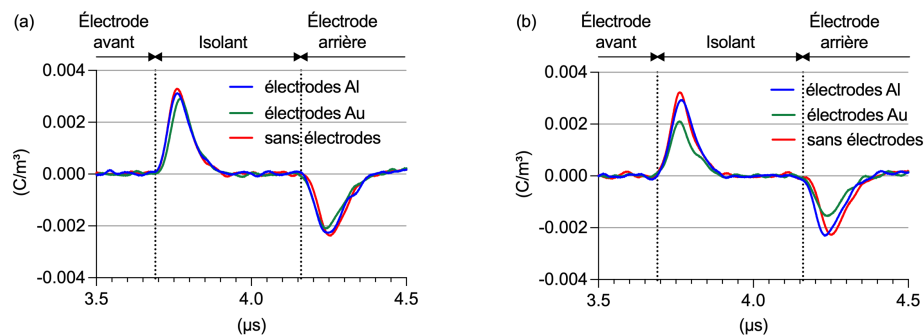 (a)
Électrode avant
Isolant
Électrode arrière
0.004
0.002
0.000
-0.002
-0.004
(C/m³)
électrodes Al
électrodes Au
sans électrodes
3.5
4.0
4.5
(µs)
(b)
Électrode avant
Isolant
Électrode arrière
0.004
0.002
0.000
-0.002
-0.004
(C/m³)
électrodes Al
électrodes Au
sans électrodes
3.5
4.0
4.5
(µs)